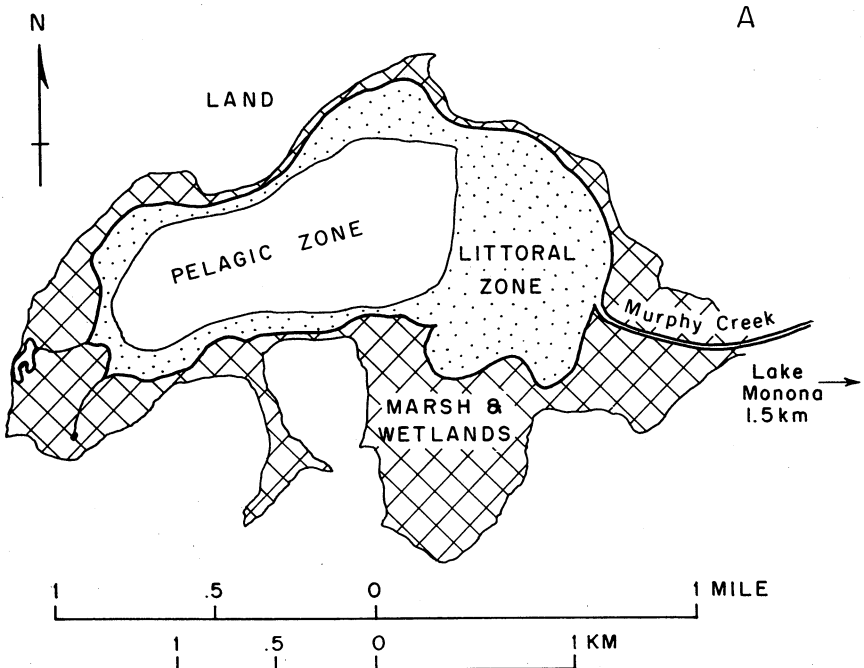 A
N
LAND
PELAGIC ZONE
LITTORAL
ZONE
Murphy Creek
Lake
Monona
1.5 km
MARSH &
WETLANDS
1 .5 0 1 MILE
1 .5 0 1 KM